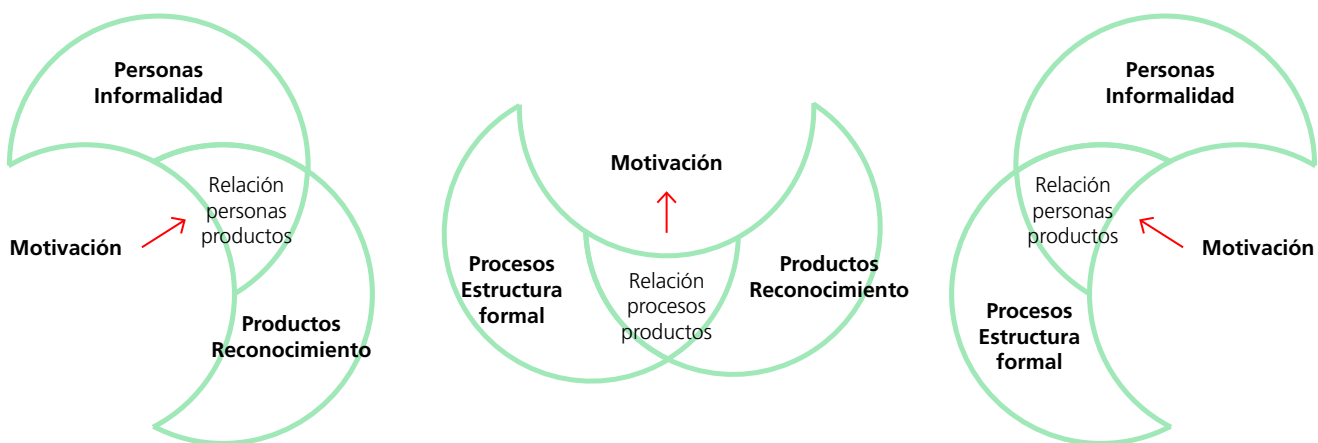 Personas
Informalidad
Relación
personas
productos
Motivación
Productos
Reconocimiento
Motivación
Procesos
Estructura
formal
Relación
procesos
productos
Productos
Reconocimiento
Personas
Informalidad
Relación
personas
productos
Motivación
Procesos
Estructura
formal